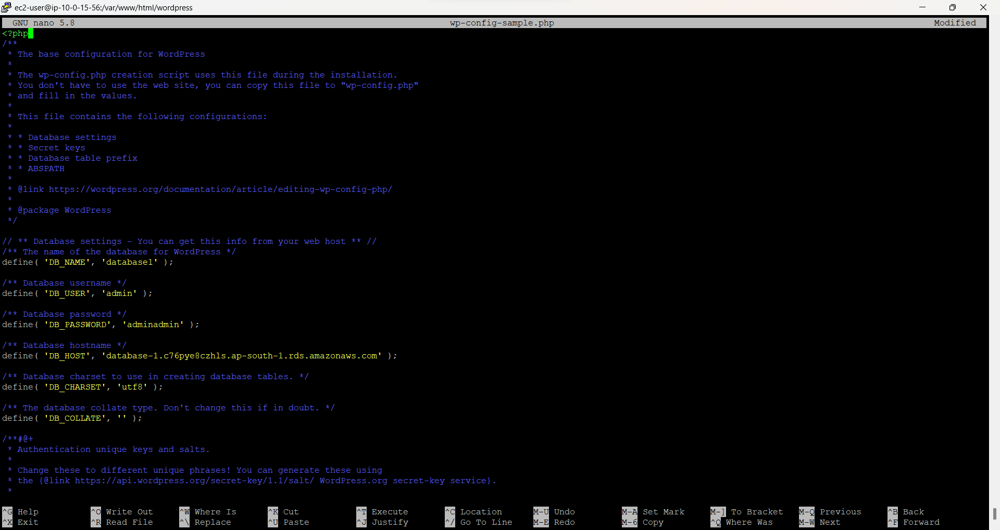 ec2-user@ip-10-0-15-56:/var/www/html/wordpress
GNU nano 5.8 wp-config-sample.php Modified
<?php
/**
 * The base configuration for WordPress
 *
 * The wp-config.php creation script uses this file during the installation.
 * You don't have to use the web site, you can copy this file to "wp-config.php"
 * and fill in the values.
 *
 * This file contains the following configurations:
 *
 * * Database settings
 * * Secret keys
 * * Database table prefix
 * * ABSPATH
 *
 * @link https://wordpress.org/documentation/article/editing-wp-config-php/
 *
 * @package WordPress
 */

// ** Database settings - You can get this info from your web host ** //
/** The name of the database for WordPress */
define( 'DB_NAME', 'database1' );

/** Database username */
define( 'DB_USER', 'admin' );

/** Database password */
define( 'DB_PASSWORD', 'adminadmin' );

/** Database hostname */
define( 'DB_HOST', 'database-1.c76pye8czhls.ap-south-1.rds.amazonaws.com' );

/** Database charset to use in creating database tables. */
define( 'DB_CHARSET', 'utf8' );

/** The database collate type. Don't change this if in doubt. */
define( 'DB_COLLATE', '' );

/**#@+
 * Authentication unique keys and salts.
 *
 * Change these to different unique phrases! You can generate these using
 * the {@link https://api.wordpress.org/secret-key/1.1/salt/ WordPress.org secret-key service}.
 *
^G Help ^O Write Out ^W Where Is ^K Cut ^T Execute ^C Location M-U Undo M-A Set Mark M-] To Bracket M-Q Previous ^B Back
^X Exit ^R Read File ^\ Replace ^U Paste ^J Justify ^/ Go To Line M-E Redo M-6 Copy ^Q Where Was M-W Next ^F Forward